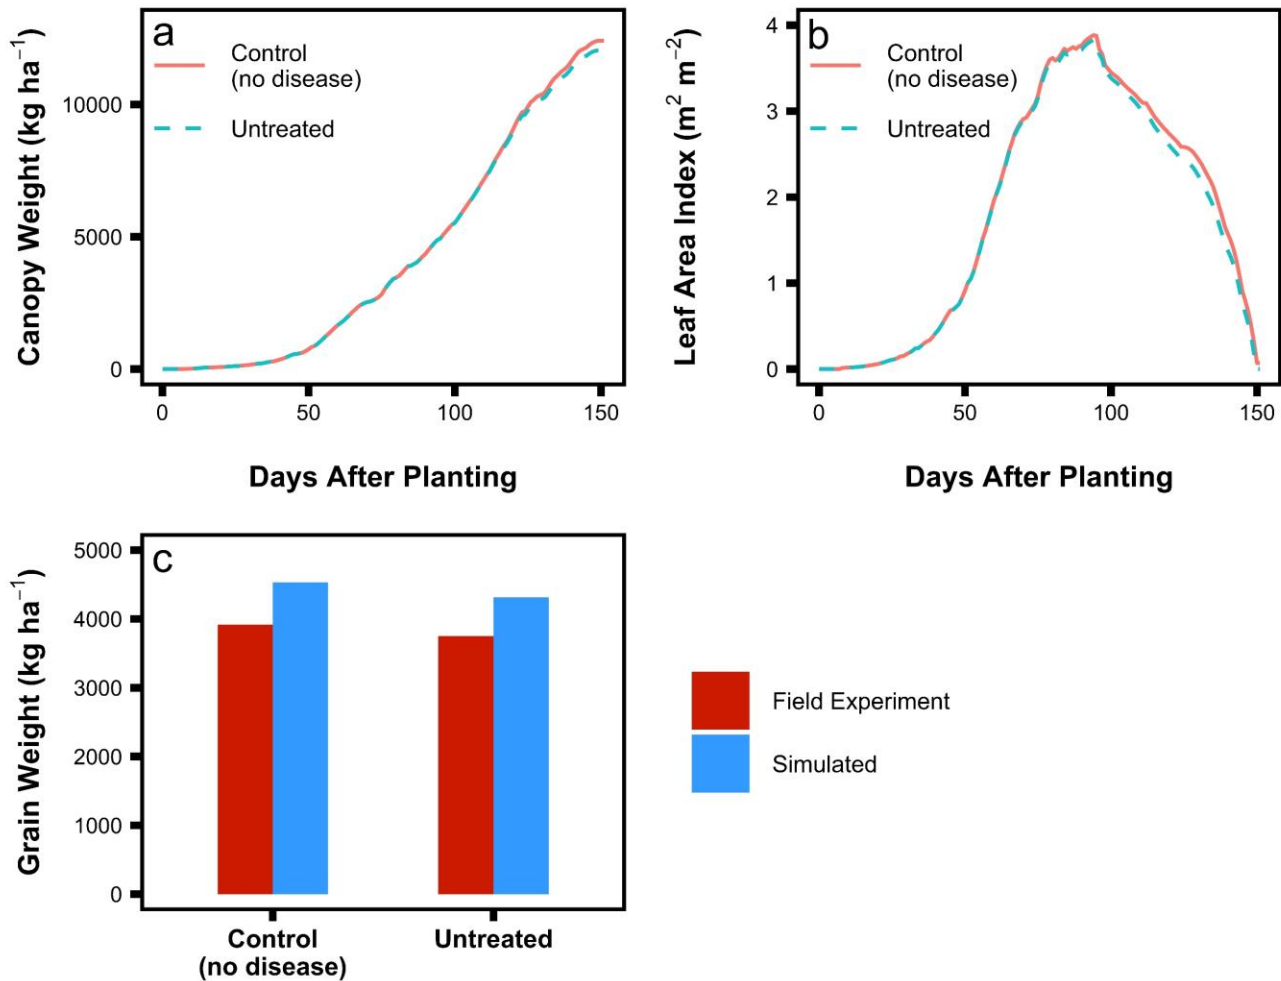 a
Control
(no disease)
Untreated
Canopy Weight (kg ha⁻¹)
10000
5000
0
0 50 100 150
Days After Planting
b
Control
(no disease)
Untreated
Leaf Area Index (m² m⁻²)
4
3
2
1
0
0 50 100 150
Days After Planting
c
Grain Weight (kg ha⁻¹)
5000
4000
3000
2000
1000
0
Control
(no disease)
Untreated
Field Experiment
Simulated